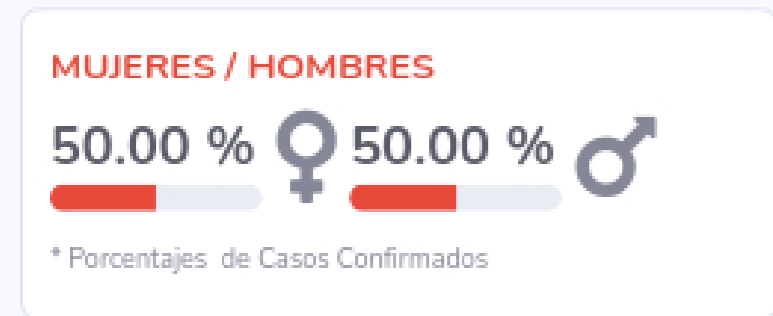 MUJERES / HOMBRES
50.00 % 50.00 %
* Porcentajes de Casos Confirmados